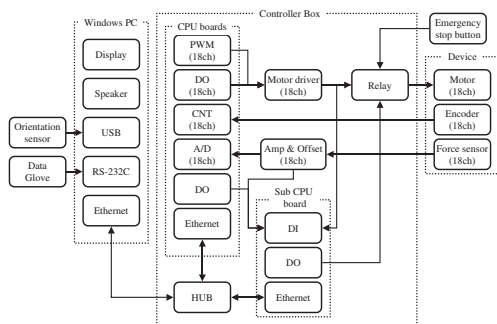 Controller Box
Windows PC
CPU boards
Emergency
stop button
Device
Display
Speaker
USB
RS-232C
Ethernet
Orientation
sensor
Data
Glove
PWM
(18ch)
DO
(18ch)
CNT
(18ch)
A/D
(18ch)
DO
Ethernet
HUB
Motor driver
(18ch)
Amp & Offset
(18ch)
Relay
Motor
(18ch)
Encoder
(18ch)
Force sensor
(18ch)
Sub CPU
board
DI
DO
Ethernet